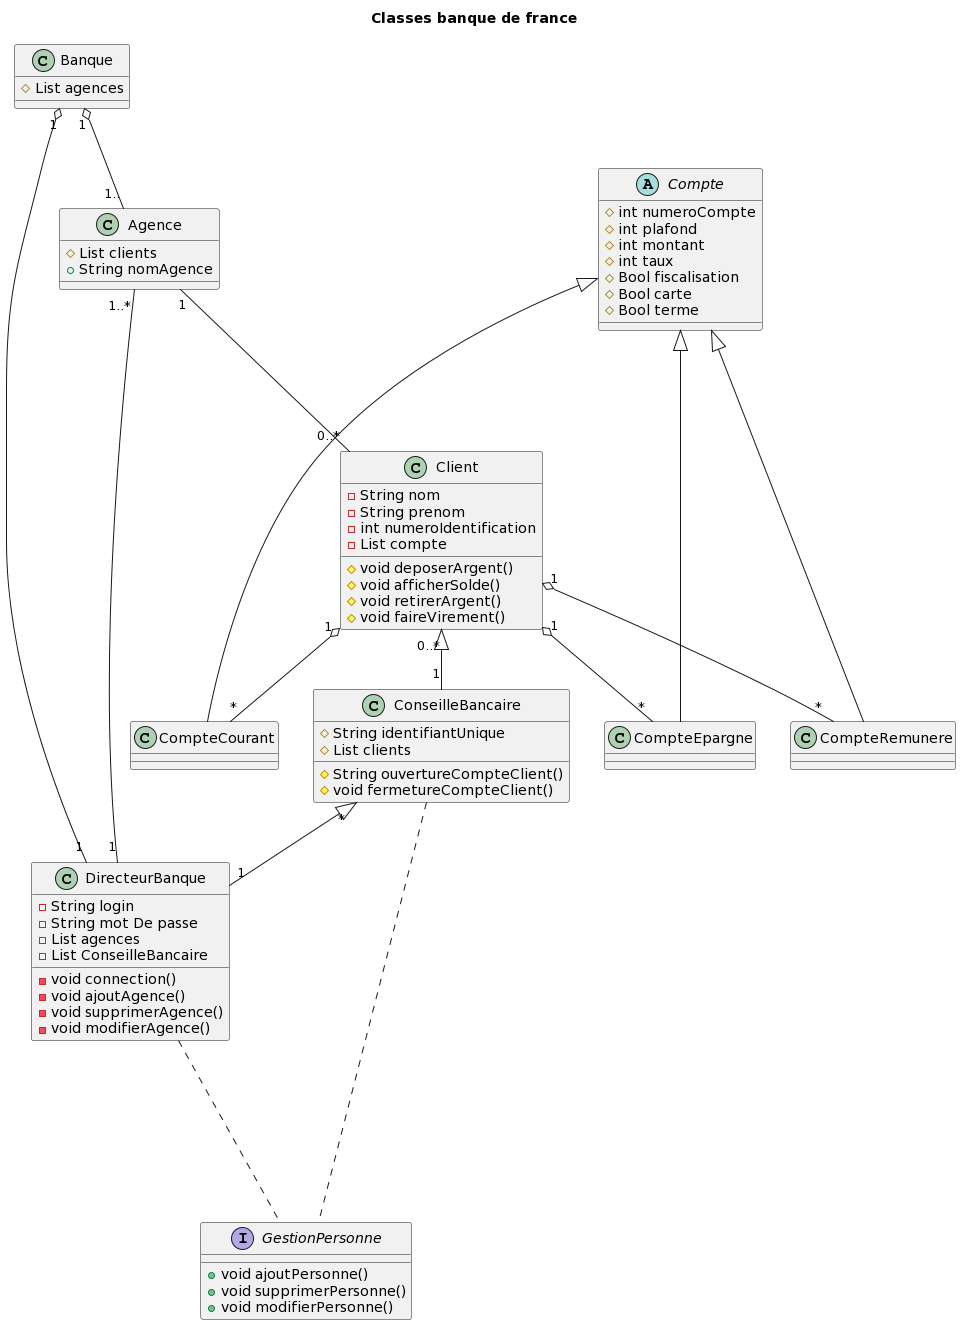 Classes banque de france
C Banque
List agences
1
1
1..
A Compte
int numeroCompte
int plafond
int montant
int taux
Bool fiscalisation
Bool carte
Bool terme
C Agence
List clients
String nomAgence
1..*
1
0..*
C Client
String nom
String prenom
int numeroIdentification
List compte
void deposerArgent()
void afficherSolde()
void retirerArgent()
void faireVirement()
1
0..*
1
1
1
*
*
*
C CompteCourant
C ConseilleBancaire
String identifiantUnique
List clients
String ouvertureCompteClient()
void fermetureCompteClient()
C CompteEpargne
C CompteRemunere
*
1
1
1
C DirecteurBanque
String login
String mot De passe
List agences
List ConseilleBancaire
void connection()
void ajoutAgence()
void supprimerAgence()
void modifierAgence()
I GestionPersonne
void ajoutPersonne()
void supprimerPersonne()
void modifierPersonne()